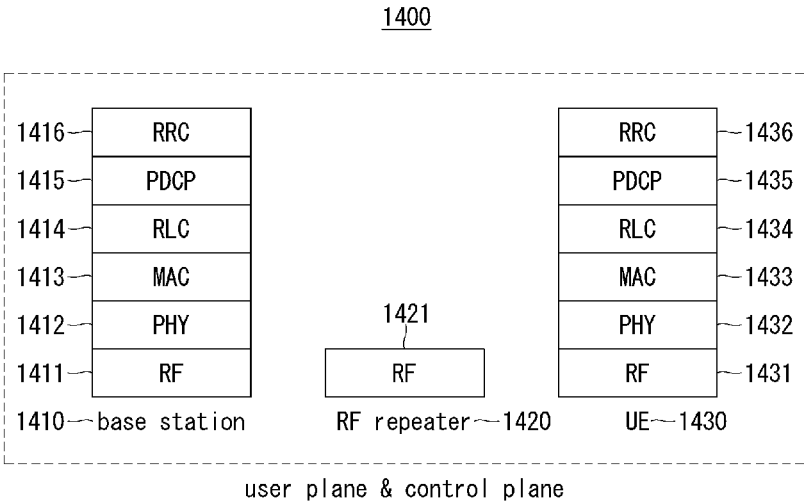 1400
1416 RRC RRC 1436
1415 PDCP PDCP 1435
1414 RLC RLC 1434
1413 MAC MAC 1433
1421
1412 PHY PHY 1432
1411 RF RF RF 1431
1410 base station RF repeater 1420 UE 1430
user plane & control plane